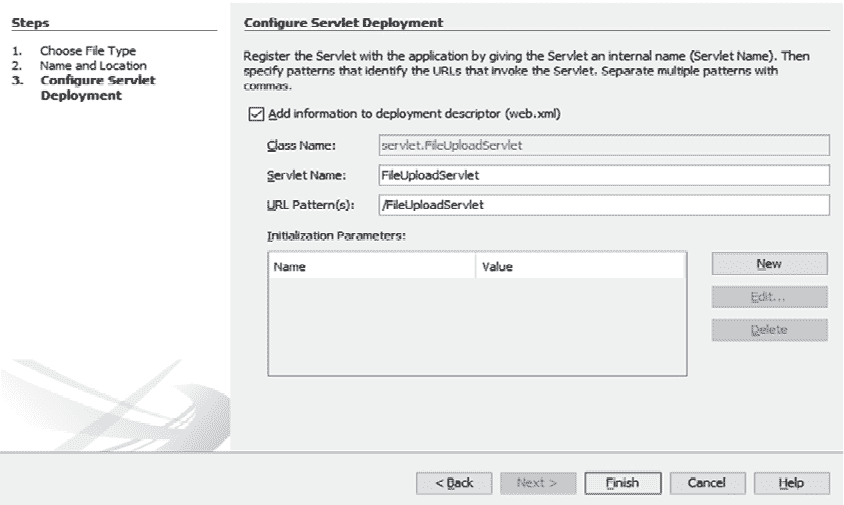 Steps
1. Choose File Type
2. Name and Location
3. Configure Servlet
Deployment
Configure Servlet Deployment
Register the Servlet with the application by giving the Servlet an internal name (Servlet Name). Then
specify patterns that identify the URLs that invoke the Servlet. Separate multiple patterns with
commas.
Add information to deployment descriptor (web.xml)
Class Name: servlet.FileUploadServlet
Servlet Name: FileUploadServlet
URL Pattern(s): /FileUploadServlet
Initialization Parameters:
Name Value
New
Edit...
Delete
< Back Next > Finish Cancel Help